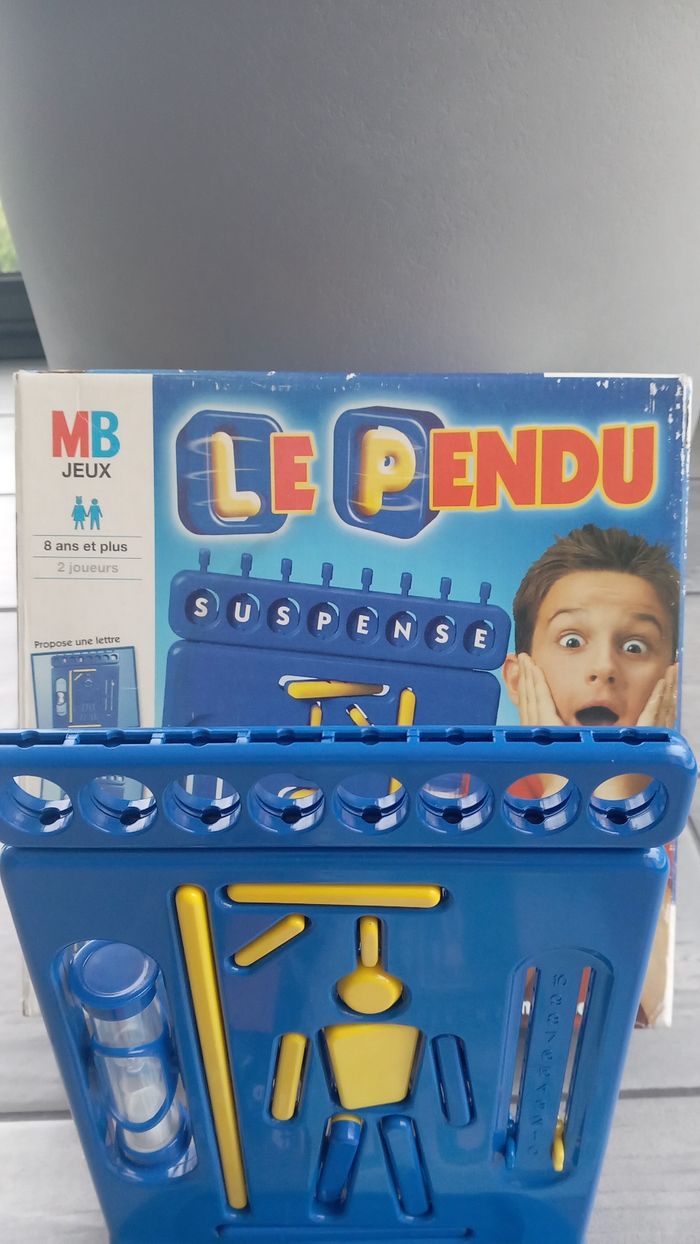 MB
JEUX
8 ans et plus
2 joueurs
Propose une lettre
LE PENDU
SUSPENSE